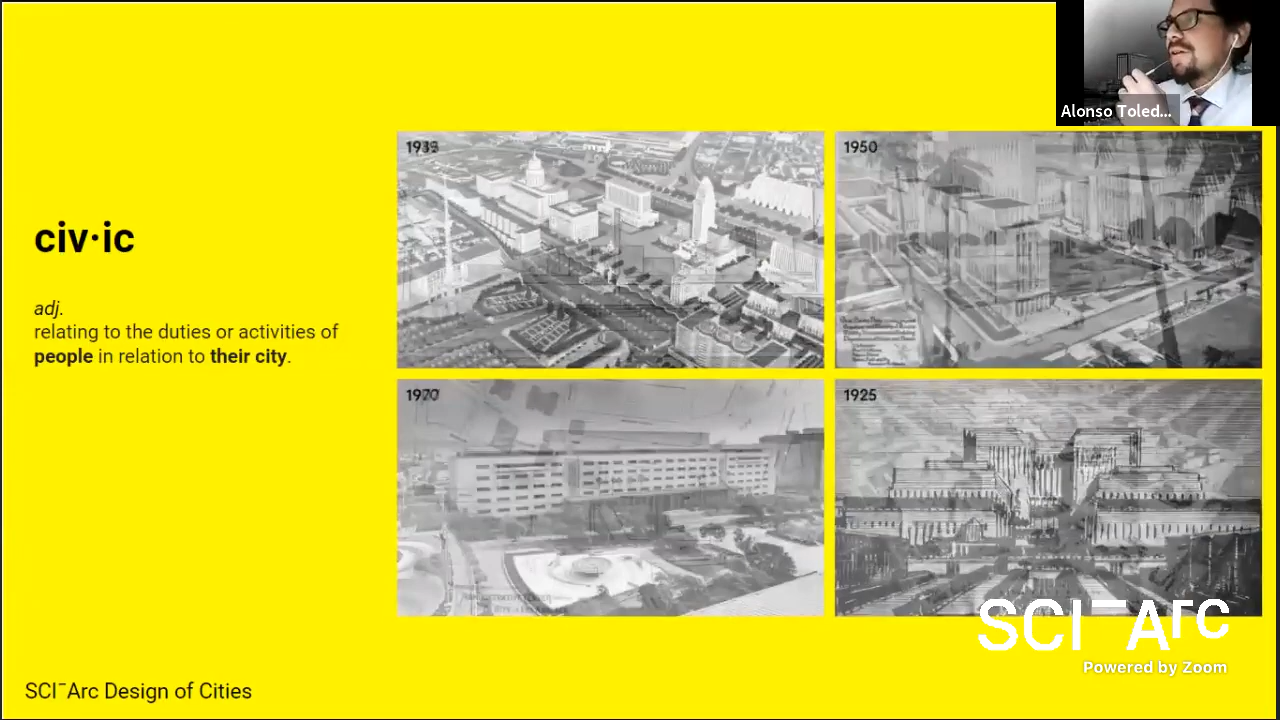 Alonso Toled...
1950
civ·ic
adj.
relating to the duties or activities of
people in relation to their city.
1925
SCI‾Arc
Powered by Zoom
SCI‾Arc Design of Cities